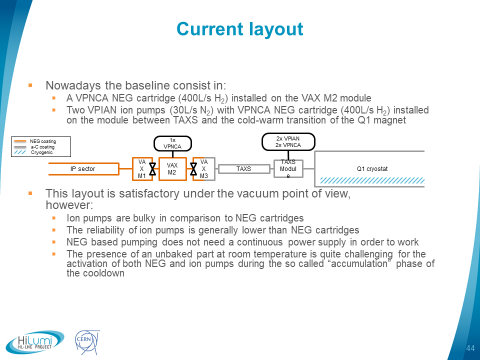 Current layout
Nowadays the baseline consist in:
A VPNCA NEG cartridge (400L/s H2) installed on the VAX M2 module
Two VPIAN ion pumps (30L/s N2) with VPNCA NEG cartridge (400L/s H2) installed
on the module between TAXS and the cold-warm transition of the Q1 magnet
NEG coating
a-C coating
Cryogenic
1x
VPNCA
2x VPIAN
2x VPNCA
IP sector
VA
X
M1
VAX
M2
VA
X
M3
TAXS
TAXS
Modul
e
Q1 cryostat
This layout is satisfactory under the vacuum point of view,
however:
Ion pumps are bulky in comparison to NEG cartridges
The reliability of ion pumps is generally lower than NEG cartridges
NEG based pumping does not need a continuous power supply in order to work
The presence of an unbaked part at room temperature is quite challenging for the
activation of both NEG and ion pumps during the so called “accumulation” phase of
the cooldown
HiLumi
HL-LHC PROJECT
CERN
44